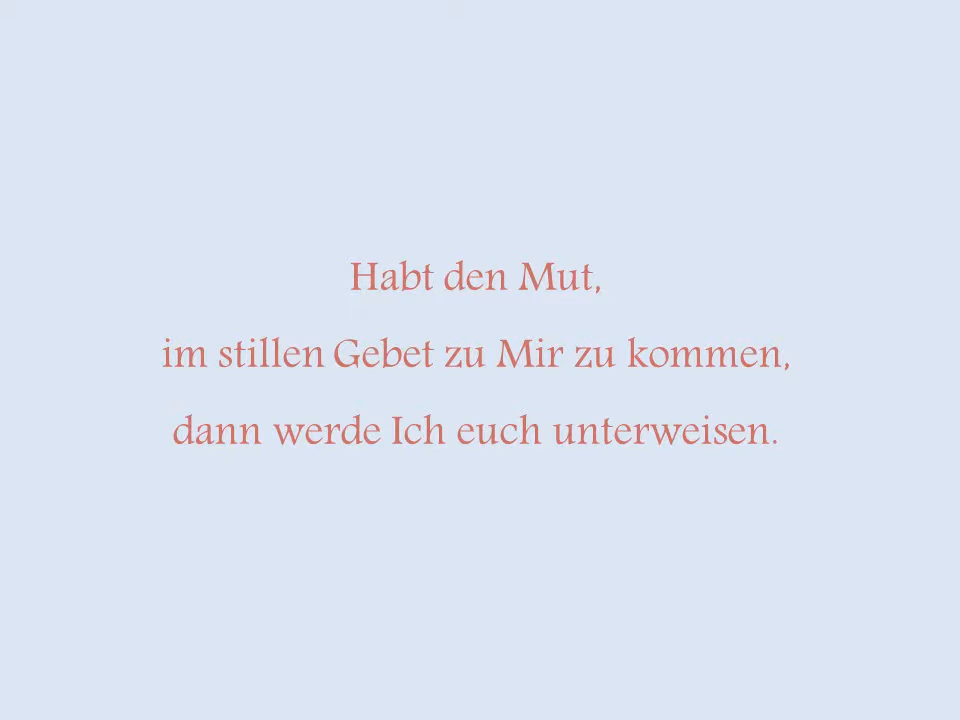 Habt den Mut,
im stillen Gebet zu Mir zu kommen,
dann werde Ich euch unterweisen.